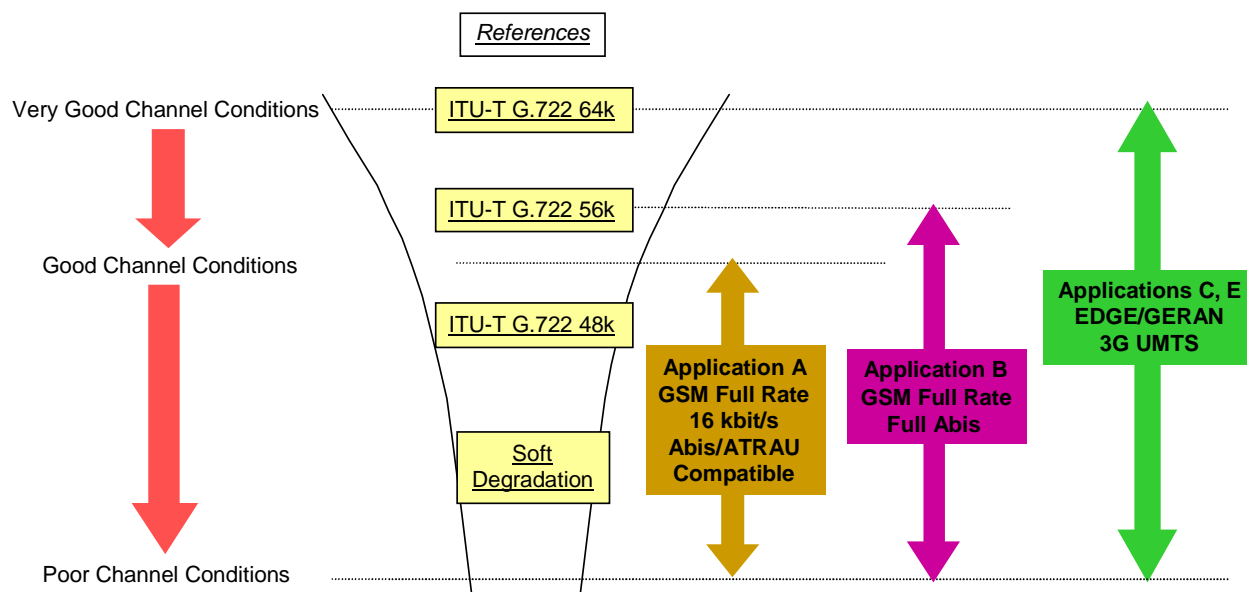 References
Very Good Channel Conditions
ITU-T G.722 64k
ITU-T G.722 56k
Good Channel Conditions
ITU-T G.722 48k
Soft
Degradation
Poor Channel Conditions
Application A
GSM Full Rate
16 kbit/s
Abis/ATRAU
Compatible
Application B
GSM Full Rate
Full Abis
Applications C, E
EDGE/GERAN
3G UMTS